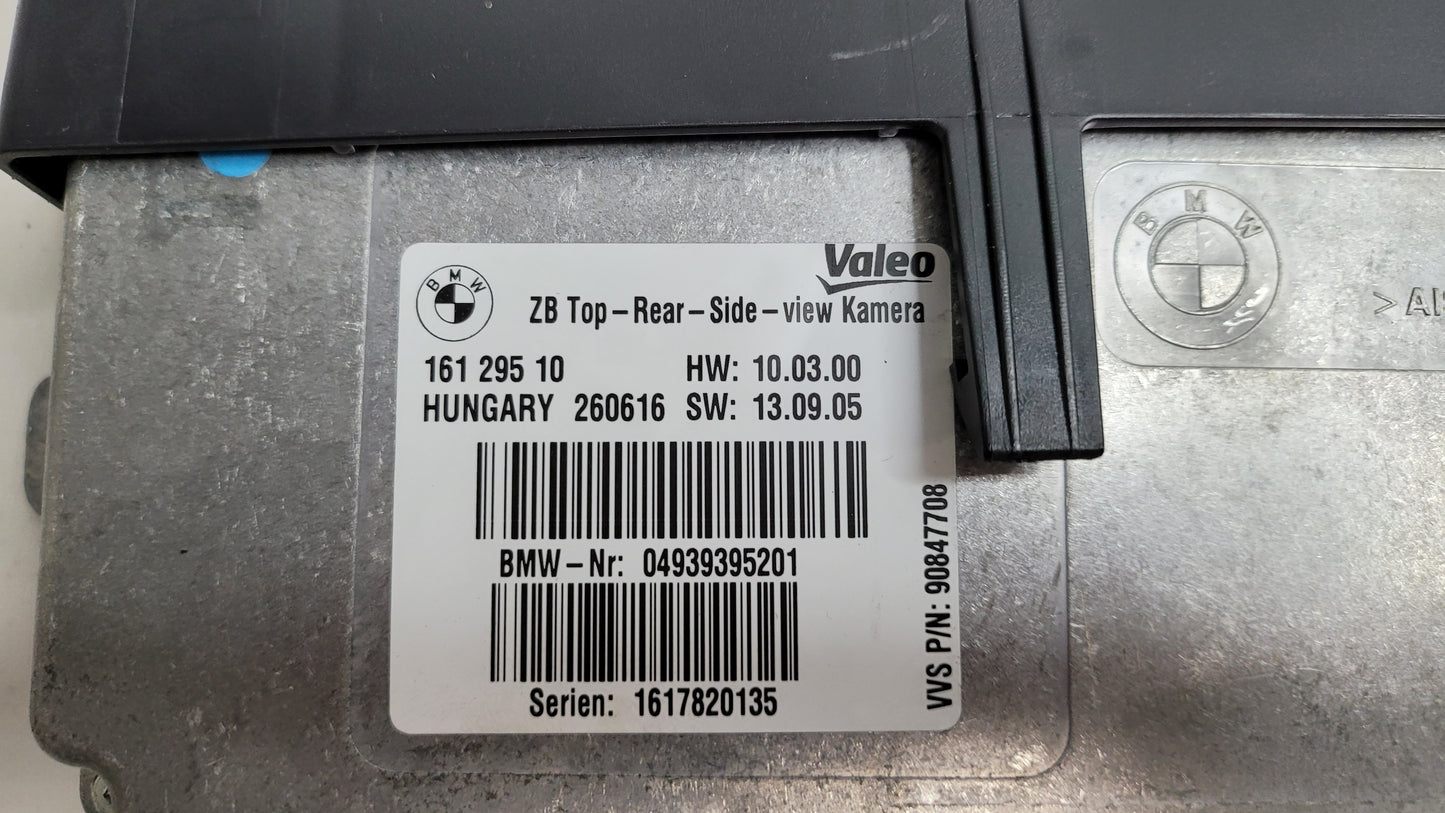 BMW
Valeo
ZB Top-Rear-Side-view Kamera
161 295 10 HW: 10.03.00
HUNGARY 260616 SW: 13.09.05
BMW-Nr: 04939395201
Serien: 1617820135
VVS P/N: 90847708
BMW